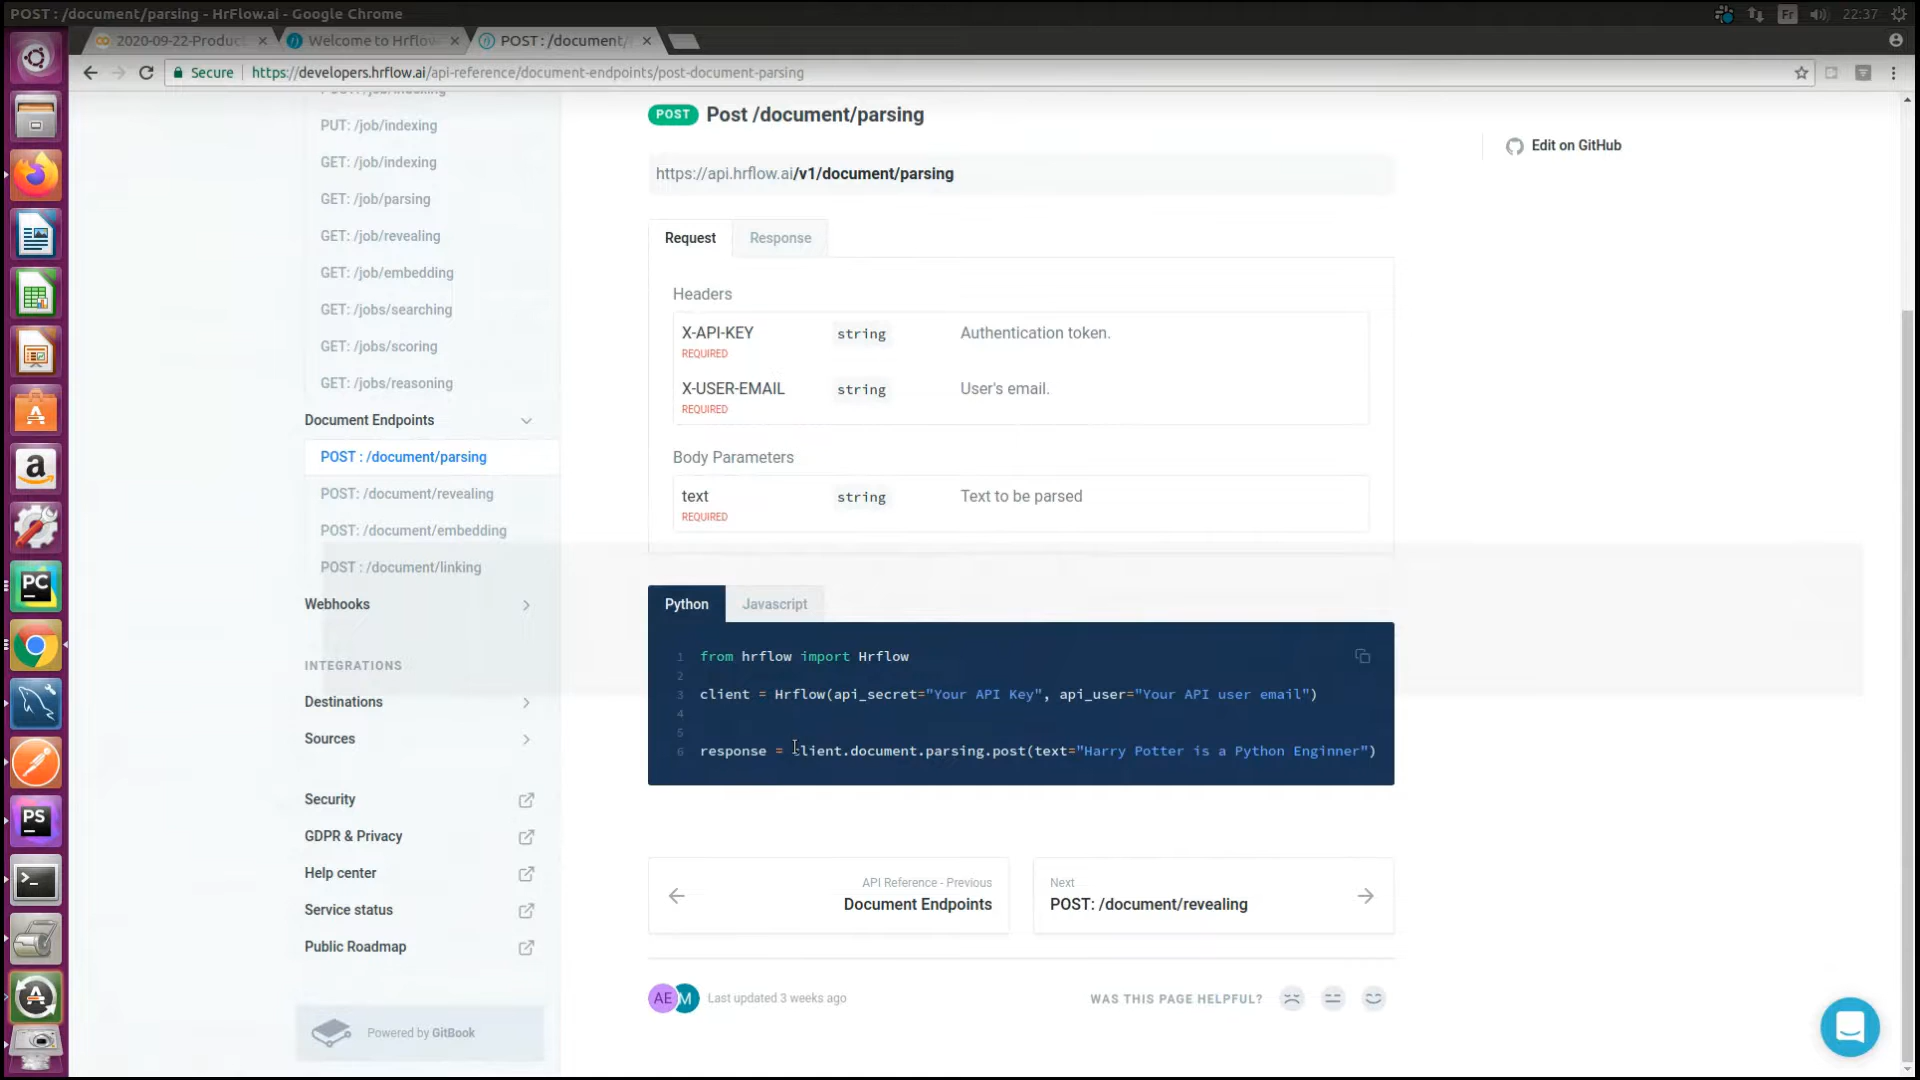 POST : /document/parsing - HrFlow.ai - Google Chrome
Fr
22:37
2020-09-22-Produc
Welcome to Hrflow
POST : /document/
Secure
https://developers.hrflow.ai/api-reference/document-endpoints/post-document-parsing
POST: /job/indexing
PUT: /job/indexing
GET: /job/indexing
GET: /job/parsing
GET: /job/revealing
GET: /job/embedding
GET: /jobs/searching
GET: /jobs/scoring
GET: /jobs/reasoning
Document Endpoints
POST : /document/parsing
POST: /document/revealing
POST: /document/embedding
POST : /document/linking
Webhooks
INTEGRATIONS
Destinations
Sources
Security
GDPR & Privacy
Help center
Service status
Public Roadmap
Powered by GitBook
POST Post /document/parsing
https://api.hrflow.ai/v1/document/parsing
Request Response
Headers
X-API-KEY string Authentication token.
REQUIRED
X-USER-EMAIL string User's email.
REQUIRED
Body Parameters
text string Text to be parsed
REQUIRED
Python Javascript
1 from hrflow import Hrflow
2
3 client = Hrflow(api_secret="Your API Key", api_user="Your API user email")
4
5
6 response = client.document.parsing.post(text="Harry Potter is a Python Enginner")
API Reference - Previous
Document Endpoints
Next
POST: /document/revealing
AE M Last updated 3 weeks ago
WAS THIS PAGE HELPFUL?
Edit on GitHub
PC
PS